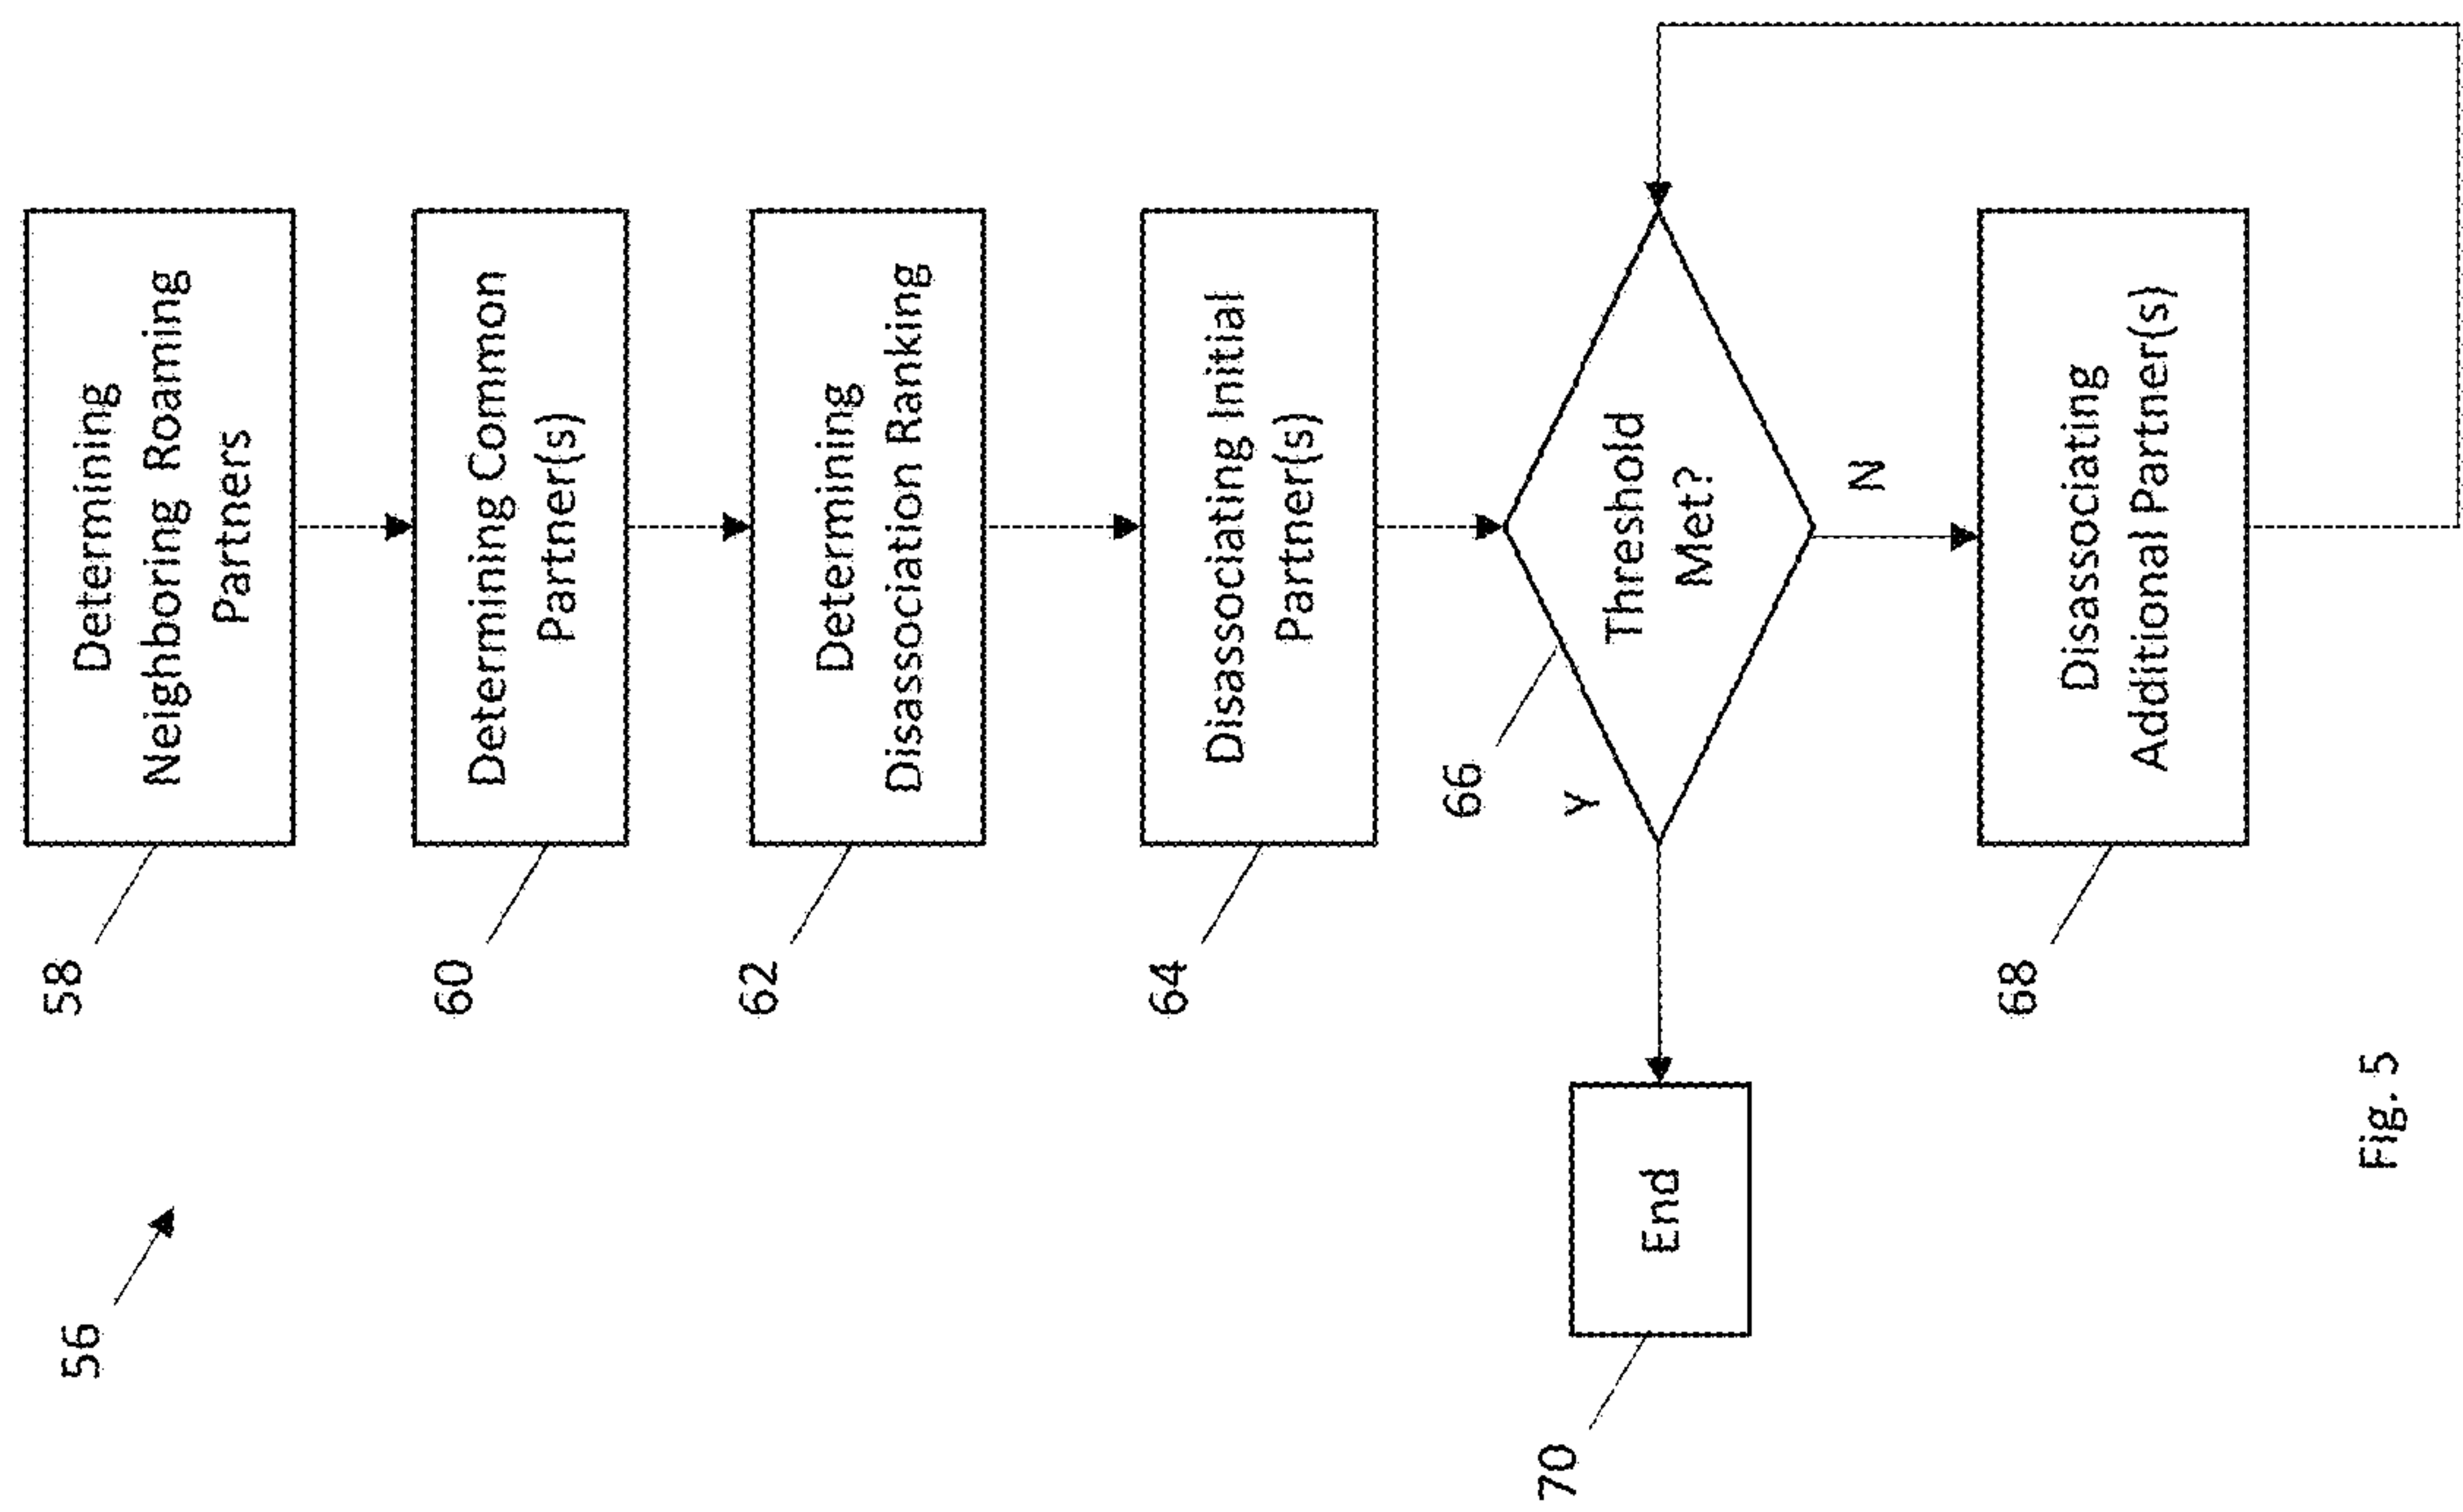 56
58
Determining
Neighboring Roaming
Partners
60
Determining Common
Partner(s)
62
Determining
Disassociation Ranking
64
Disassociating Initial
Partner(s)
66
Threshold
Met?
Y
N
70
End
68
Disassociating
Additional Partner(s)
Fig. 5